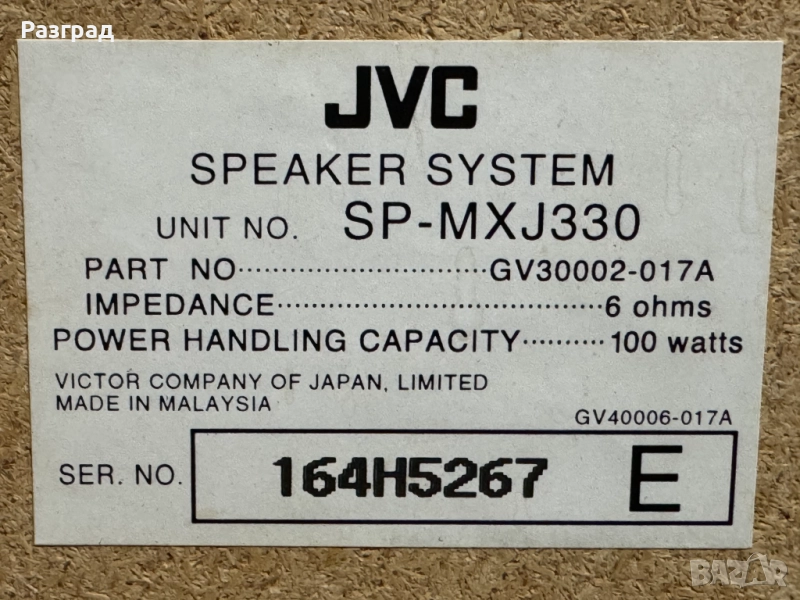 Разград
JVC
SPEAKER SYSTEM
UNIT NO. SP-MXJ330
PART NO······························GV30002-017A
IMPEDANCE·······································6 ohms
POWER HANDLING CAPACITY··········100 watts
VICTOR COMPANY OF JAPAN, LIMITED
MADE IN MALAYSIA
GV40006-017A
SER. NO. 164H5267 E
BAZAR